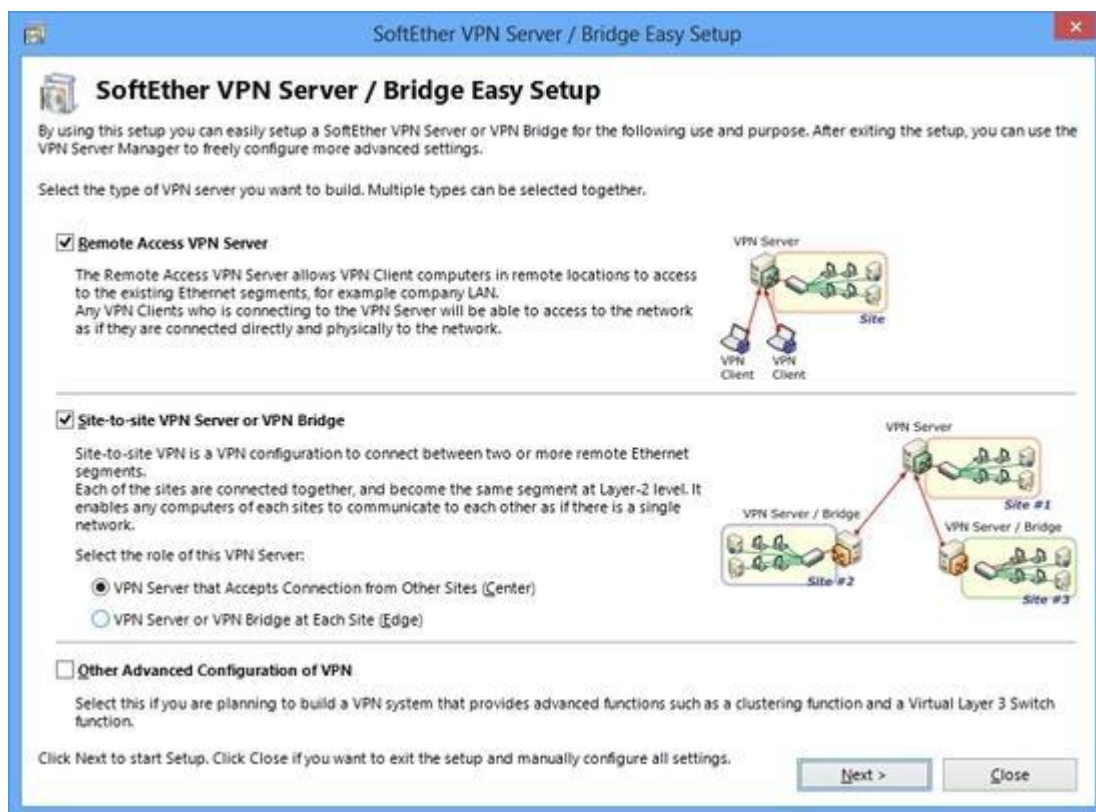 SoftEther VPN Server / Bridge Easy Setup
SoftEther VPN Server / Bridge Easy Setup
By using this setup you can easily setup a SoftEther VPN Server or VPN Bridge for the following use and purpose. After exiting the setup, you can use the
VPN Server Manager to freely configure more advanced settings.
Select the type of VPN server you want to build. Multiple types can be selected together.
Remote Access VPN Server
The Remote Access VPN Server allows VPN Client computers in remote locations to access
to the existing Ethernet segments, for example company LAN.
Any VPN Clients who is connecting to the VPN Server will be able to access to the network
as if they are connected directly and physically to the network.
VPN Server
Site
VPN
Client
VPN
Client
Site-to-site VPN Server or VPN Bridge
Site-to-site VPN is a VPN configuration to connect between two or more remote Ethernet
segments.
Each of the sites are connected together, and become the same segment at Layer-2 level. It
enables any computers of each sites to communicate to each other as if there is a single
network.
Select the role of this VPN Server:
VPN Server that Accepts Connection from Other Sites (Center)
VPN Server or VPN Bridge at Each Site (Edge)
VPN Server
Site #1
VPN Server / Bridge
Site #2
VPN Server / Bridge
Site #3
Other Advanced Configuration of VPN
Select this if you are planning to build a VPN system that provides advanced functions such as a clustering function and a Virtual Layer 3 Switch
function.
Click Next to start Setup. Click Close if you want to exit the setup and manually configure all settings.
Next >
Close